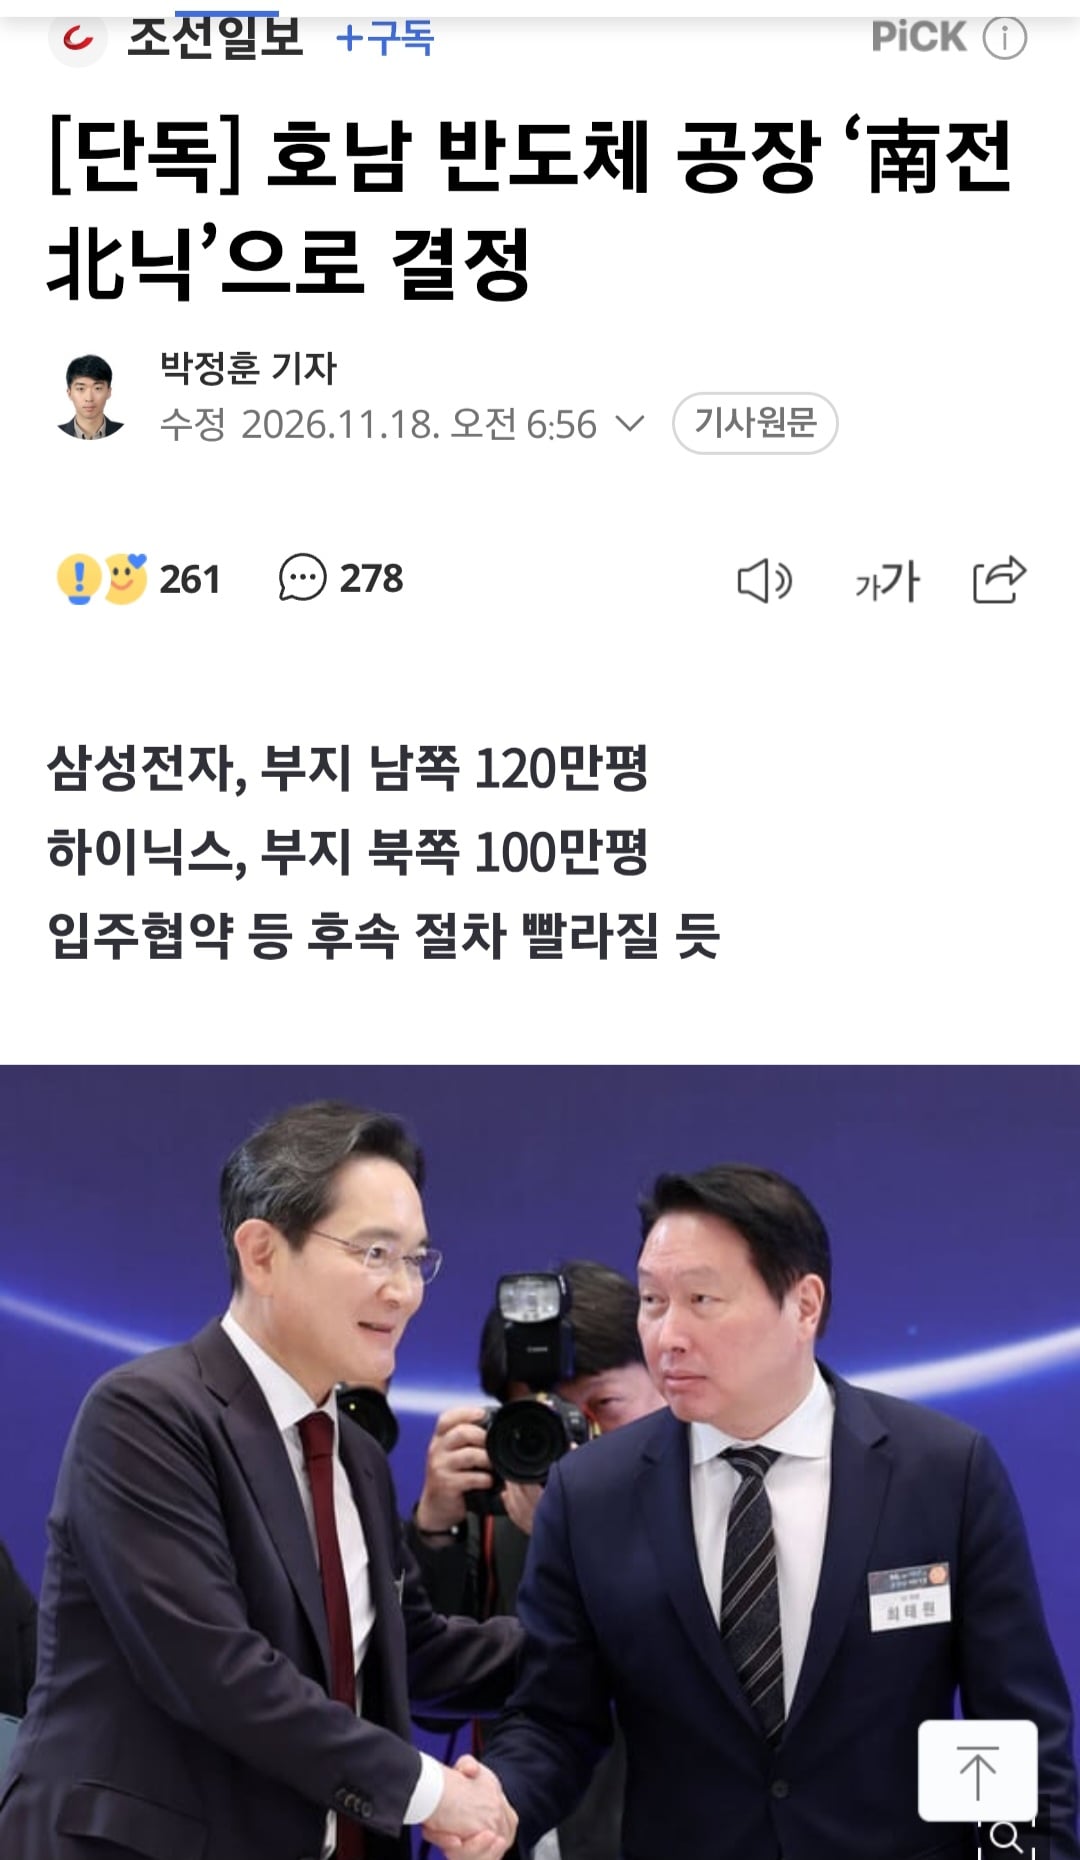 조선일보 +구독 PiCK
[단독] 호남 반도체 공장 ‘南전
北닉’으로 결정
박정훈 기자
수정 2026.11.18. 오전 6:56 기사원문
261 278 가가
삼성전자, 부지 남쪽 120만평
하이닉스, 부지 북쪽 100만평
입주협약 등 후속 절차 빨라질 듯
최태원